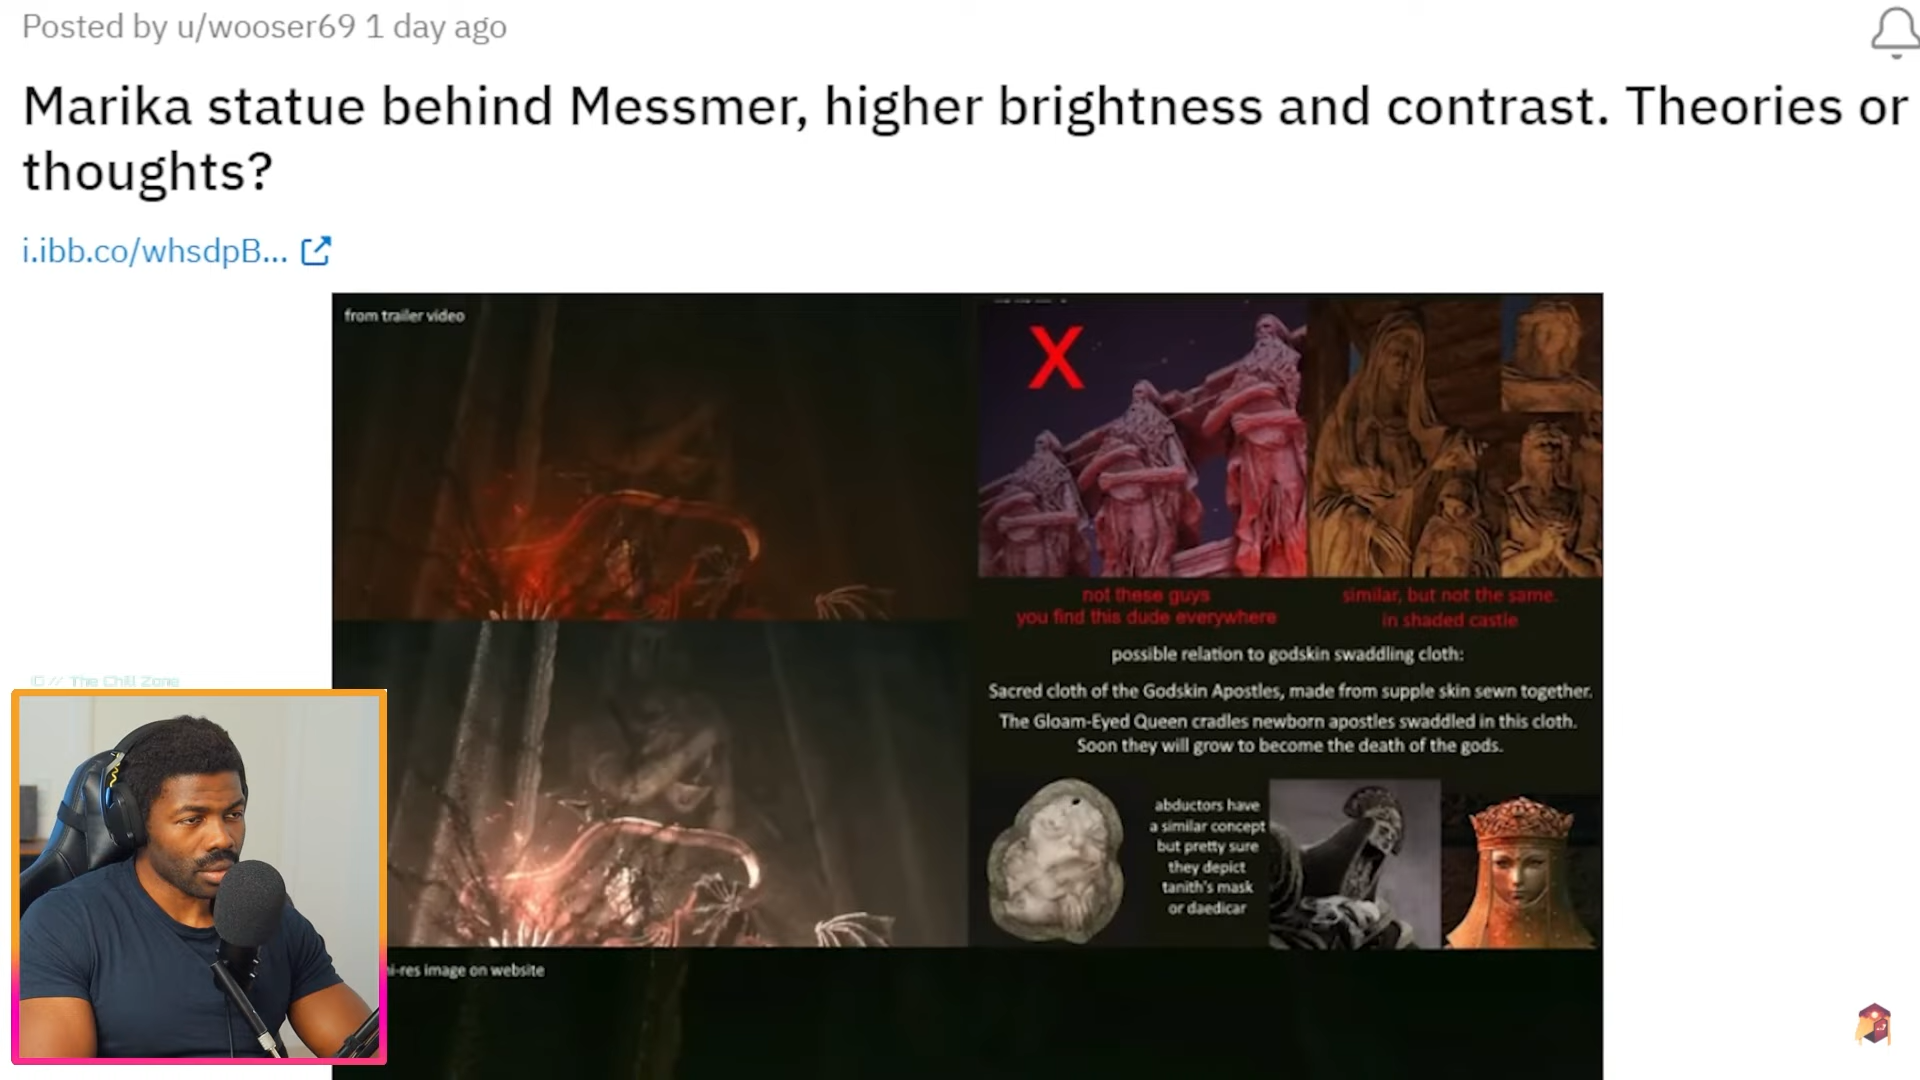 Posted by u/wooser69 1 day ago
Marika statue behind Messmer, higher brightness and contrast. Theories or
thoughts?
i.ibb.co/whsdpB...
from trailer video
X
not these guys
you find this dude everywhere
similar, but not the same.
in shaded castle
possible relation to godskin swaddling cloth:
Sacred cloth of the Godskin Apostles, made from supple skin sewn together.
The Gloam-Eyed Queen cradles newborn apostles swaddled in this cloth.
Soon they will grow to become the death of the gods.
abductors have
a similar concept
but pretty sure
they depict
tanith's mask
or daedicar
// The Chill Zone
hi-res image on website